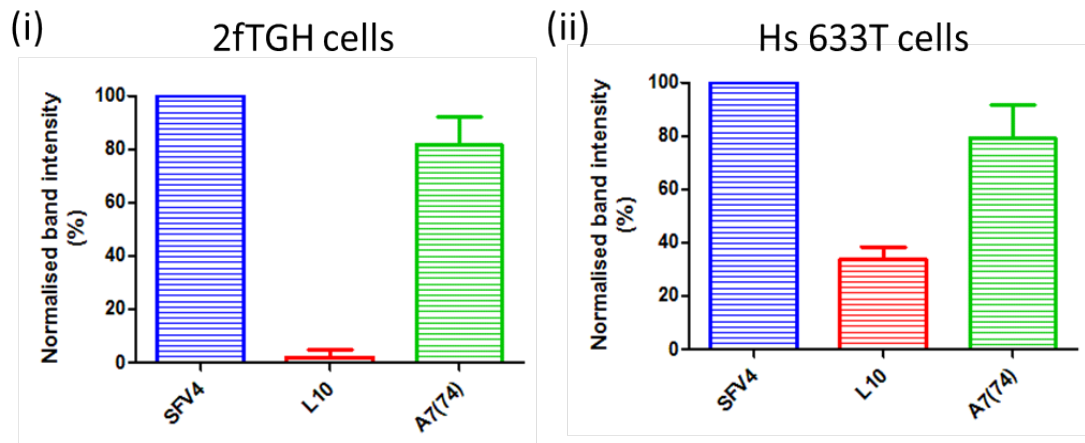 (i)
2fTGH cells
Normalised band intensity
(%)
100
80
60
40
20
0
SFV4
L10
A7(74)
(ii)
Hs 633T cells
Normalised band intensity
(%)
100
80
60
40
20
0
SFV4
L10
A7(74)